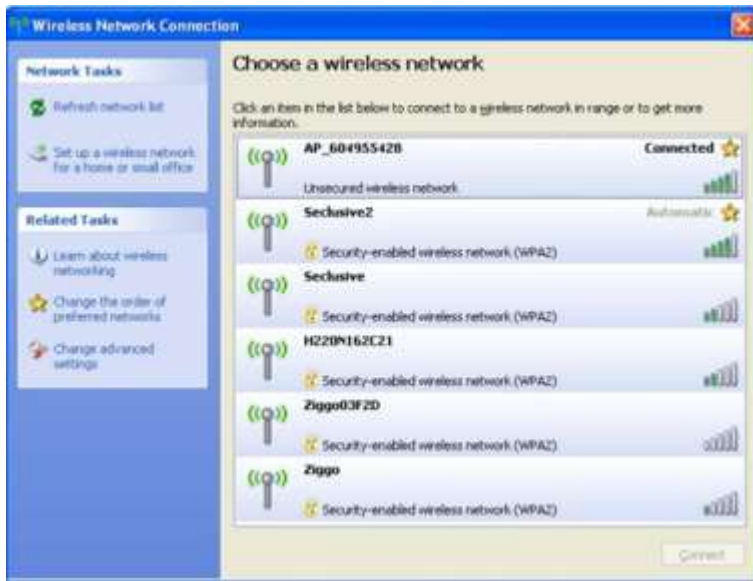 Wireless Network Connection
Network Tasks
Refresh network list
Set up a wireless network
for a home or small office
Related Tasks
Learn about wireless
networking
Change the order of
preferred networks
Change advanced
settings
Choose a wireless network
Click an item in the list below to connect to a wireless network in range or to get more
information.
AP_604955428 Connected
Unsecured wireless network
Seclusive2 Automatic
Security-enabled wireless network (WPA2)
Seclusive
Security-enabled wireless network (WPA2)
H220N162C21
Security-enabled wireless network (WPA2)
Ziggo03F2D
Security-enabled wireless network (WPA2)
Ziggo
Security-enabled wireless network (WPA2)
Connect